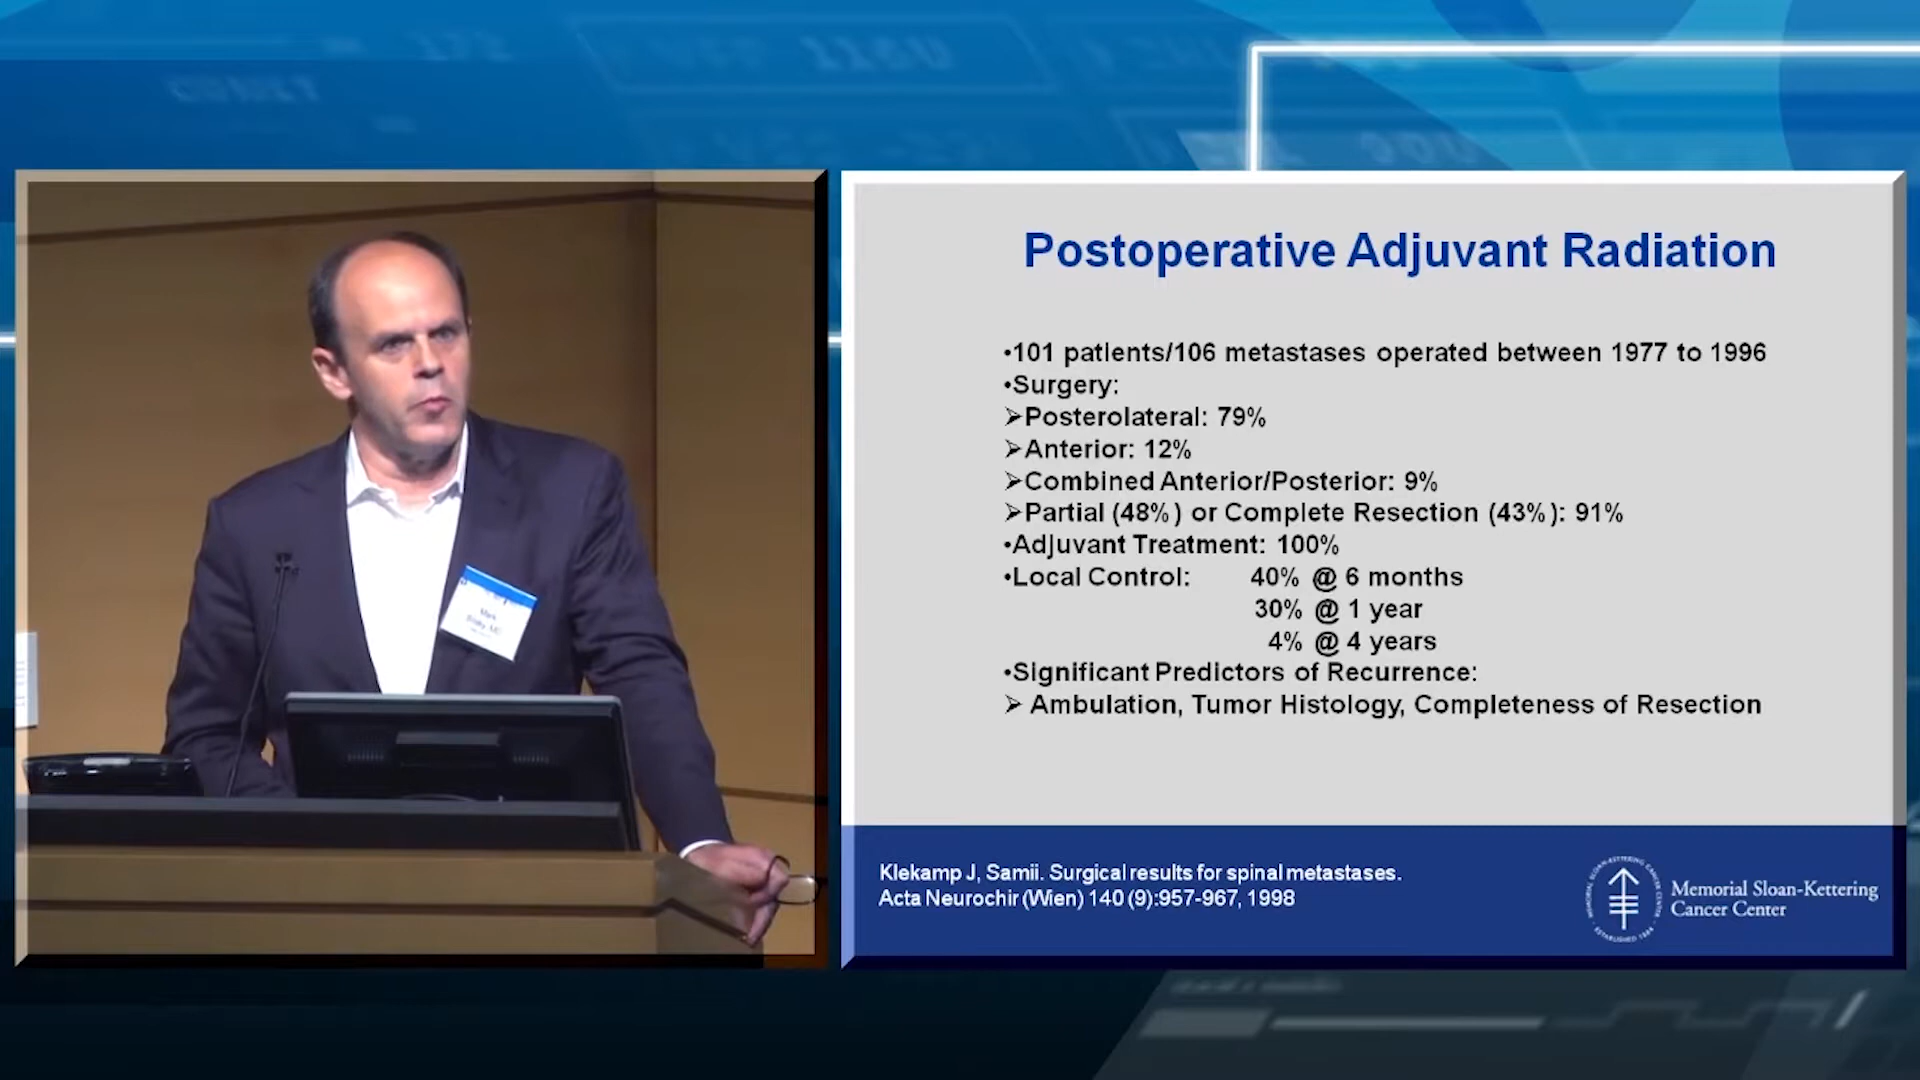 Postoperative Adjuvant Radiation
•101 patients/106 metastases operated between 1977 to 1996
•Surgery:
➢Posterolateral: 79%
➢Anterior: 12%
➢Combined Anterior/Posterior: 9%
➢Partial (48%) or Complete Resection (43%): 91%
•Adjuvant Treatment: 100%
•Local Control: 40% @ 6 months
30% @ 1 year
4% @ 4 years
•Significant Predictors of Recurrence:
➢ Ambulation, Tumor Histology, Completeness of Resection
Klekamp J, Samii. Surgical results for spinal metastases.
Acta Neurochir (Wien) 140 (9):957-967, 1998
Memorial Sloan-Kettering
Cancer Center
Mark